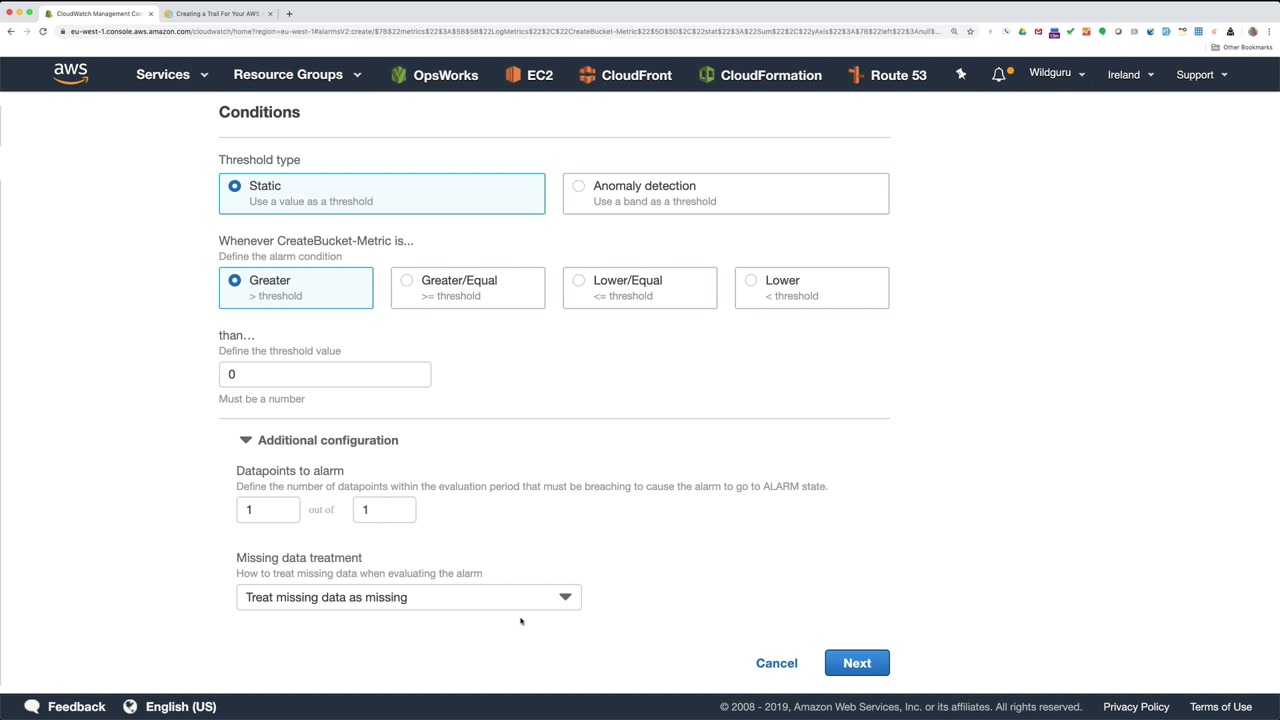 CloudWatch Management Con
Creating a Trail For Your AWS
eu-west-1.console.aws.amazon.com/cloudwatch/home?region=eu-west-1#alarmsV2:create/$7B$22metrics$22$3A$5B$5B$22LogMetrics$22$2C$22CreateBucket-Metric$22$5D$5D$2C$22stat$22$3A$22Sum$22$2C$22yAxis$22$3A$7B$22left$22$3Anull$...
Other Bookmarks
aws
Services
Resource Groups
OpsWorks
EC2
CloudFront
CloudFormation
Route 53
Wildguru
Ireland
Support
Conditions
Threshold type
Static
Use a value as a threshold
Anomaly detection
Use a band as a threshold
Whenever CreateBucket-Metric is...
Define the alarm condition
Greater
> threshold
Greater/Equal
>= threshold
Lower/Equal
<= threshold
Lower
< threshold
than...
Define the threshold value
0
Must be a number
Additional configuration
Datapoints to alarm
Define the number of datapoints within the evaluation period that must be breaching to cause the alarm to go to ALARM state.
1 out of 1
Missing data treatment
How to treat missing data when evaluating the alarm
Treat missing data as missing
Cancel
Next
Feedback
English (US)
© 2008 - 2019, Amazon Web Services, Inc. or its affiliates. All rights reserved.
Privacy Policy
Terms of Use